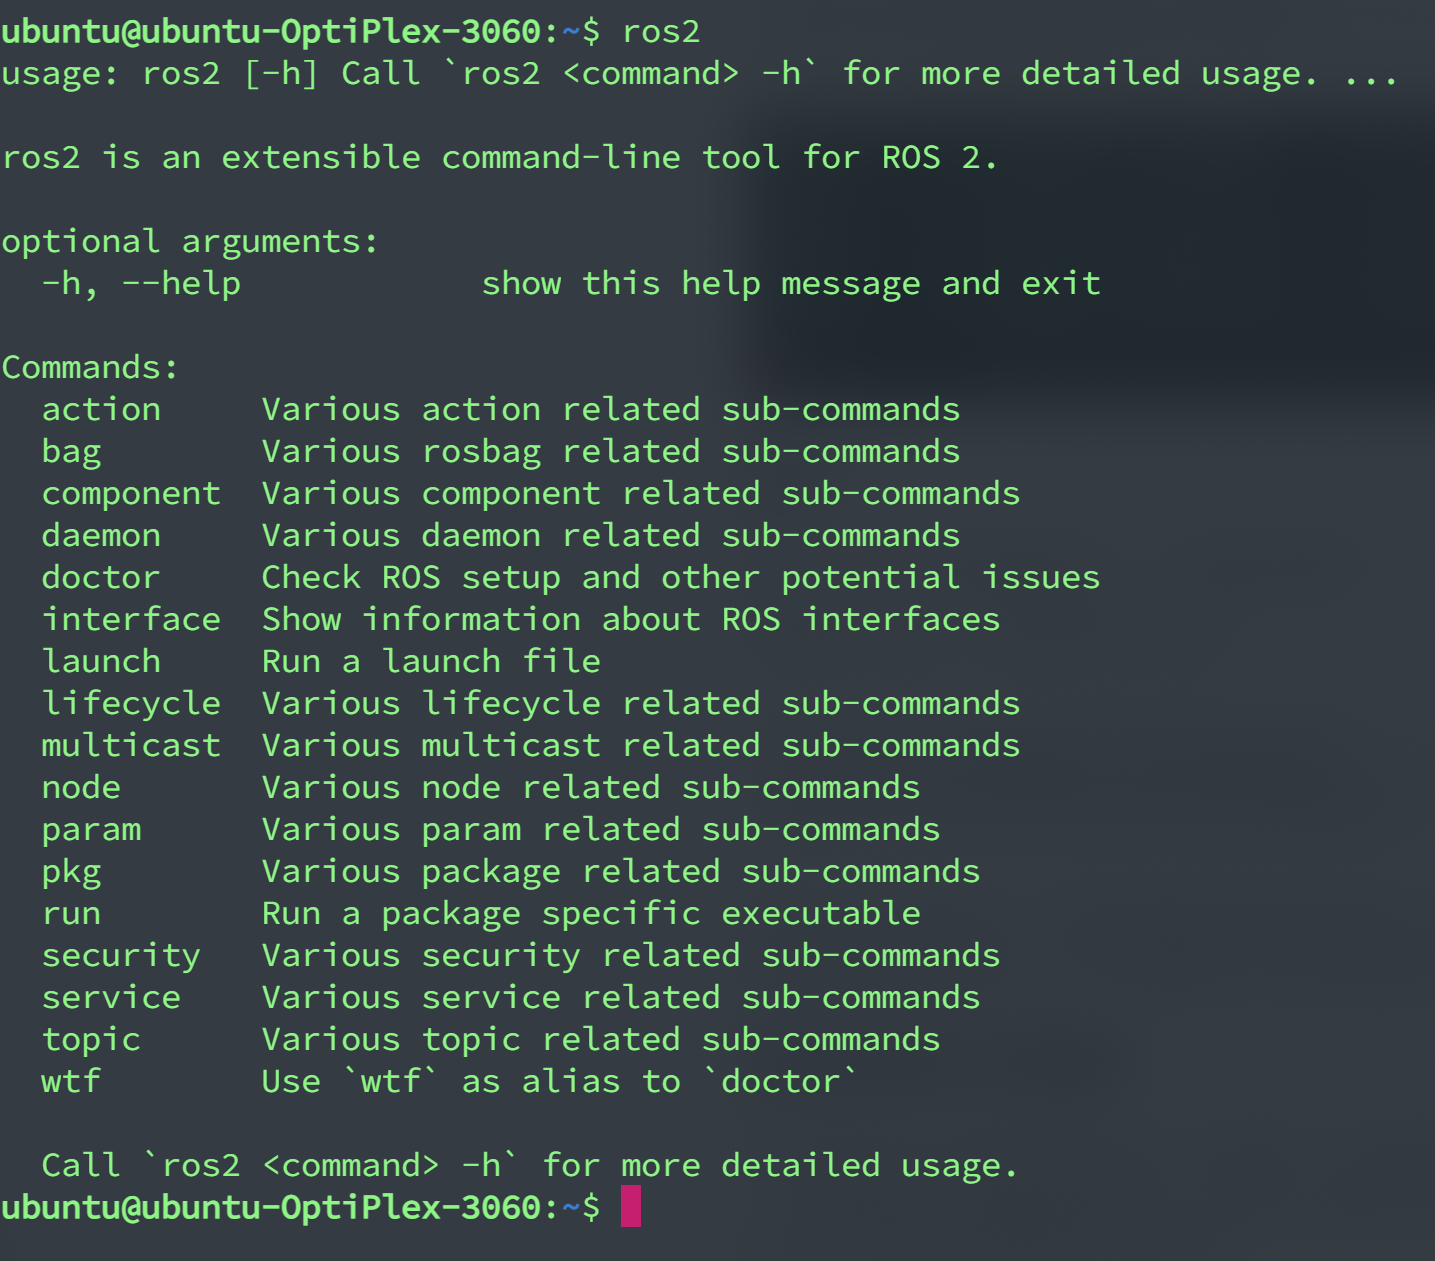 ubuntu@ubuntu-OptiPlex-3060:~$ ros2
usage: ros2 [-h] Call `ros2 <command> -h` for more detailed usage. ...
ros2 is an extensible command-line tool for ROS 2.
optional arguments:
  -h, --help            show this help message and exit
Commands:
  action     Various action related sub-commands
  bag        Various rosbag related sub-commands
  component  Various component related sub-commands
  daemon     Various daemon related sub-commands
  doctor     Check ROS setup and other potential issues
  interface  Show information about ROS interfaces
  launch     Run a launch file
  lifecycle  Various lifecycle related sub-commands
  multicast  Various multicast related sub-commands
  node       Various node related sub-commands
  param      Various param related sub-commands
  pkg        Various package related sub-commands
  run        Run a package specific executable
  security   Various security related sub-commands
  service    Various service related sub-commands
  topic      Various topic related sub-commands
  wtf        Use `wtf` as alias to `doctor`
  Call `ros2 <command> -h` for more detailed usage.
ubuntu@ubuntu-OptiPlex-3060:~$